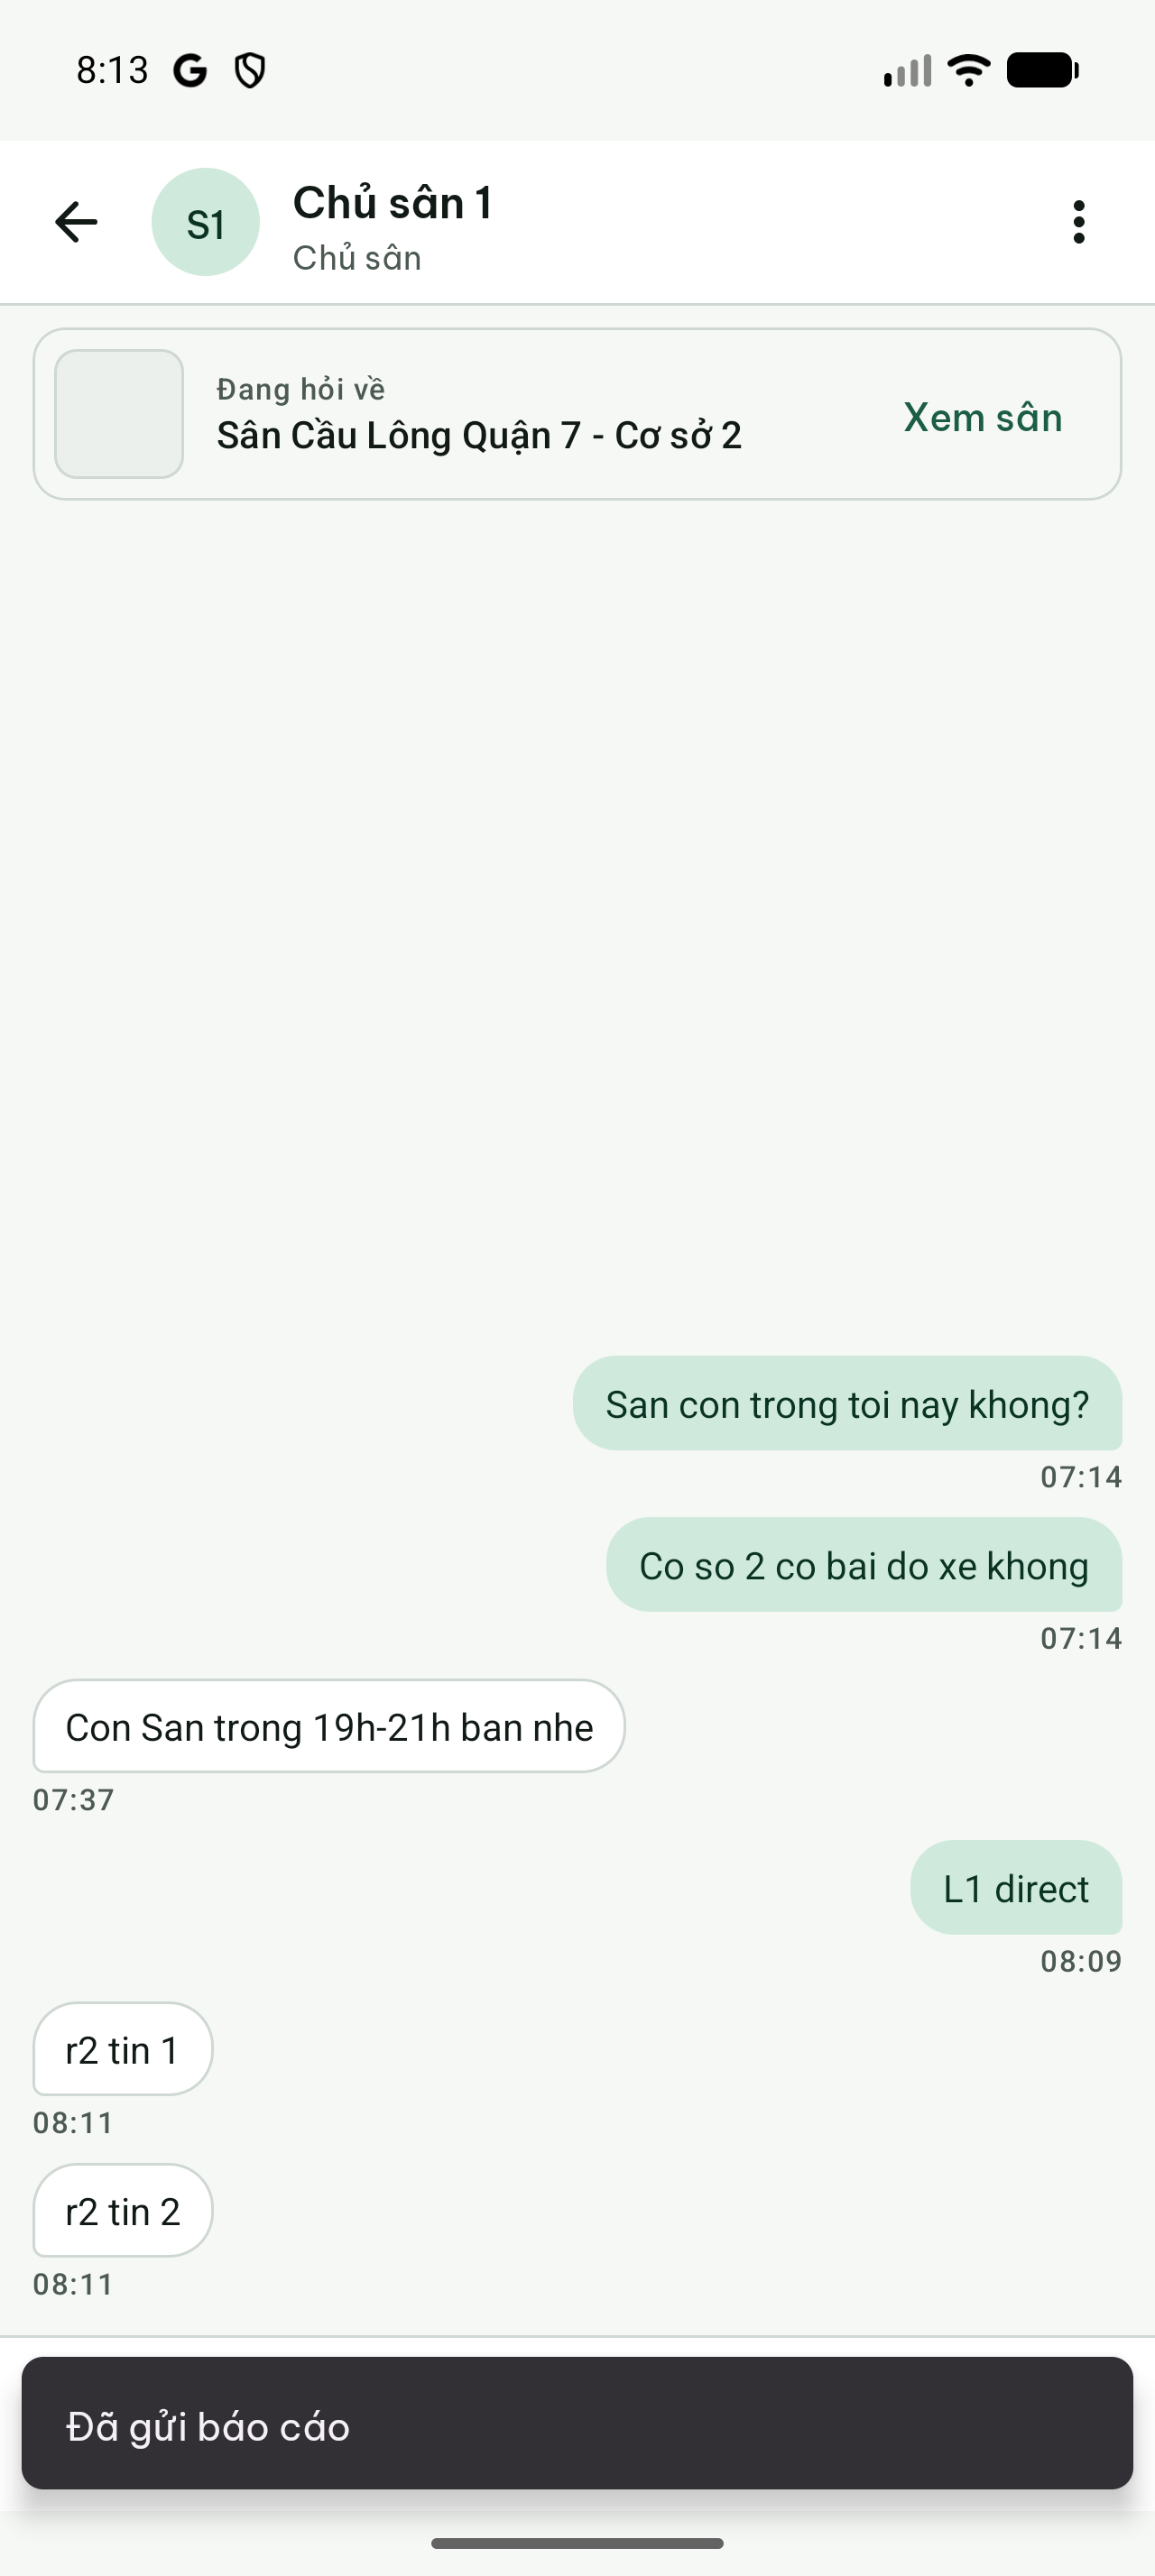 8:13
S1
Chủ sân 1
Chủ sân
Đang hỏi về
Sân Cầu Lông Quận 7 - Cơ sở 2
Xem sân
San con trong toi nay khong?
07:14
Co so 2 co bai do xe khong
07:14
Con San trong 19h-21h ban nhe
07:37
L1 direct
08:09
r2 tin 1
08:11
r2 tin 2
08:11
Đã gửi báo cáo